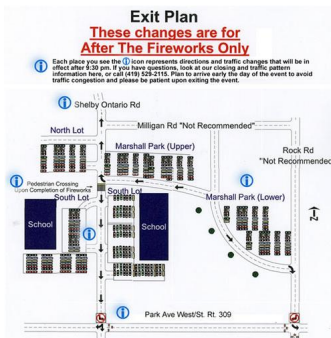 Exit Plan
These changes are for
After The Fireworks Only
Each place you see the i icon represents directions and traffic changes that will be in
effect after 9:30 pm. If you have questions, look at our closing and traffic pattern
information here, or call (419) 529-2115. Plan to arrive early the day of the event to avoid
traffic congestion and please be patient upon exiting the event.
Shelby Ontario Rd
Milligan Rd "Not Recommended"
North Lot
Marshall Park (Upper)
Rock Rd
"Not Recommended
Pedestrian Crossing
Upon Completion of Fireworks
South Lot
South Lot
Marshall Park (Lower)
School
School
N
Park Ave West/St. Rt. 309